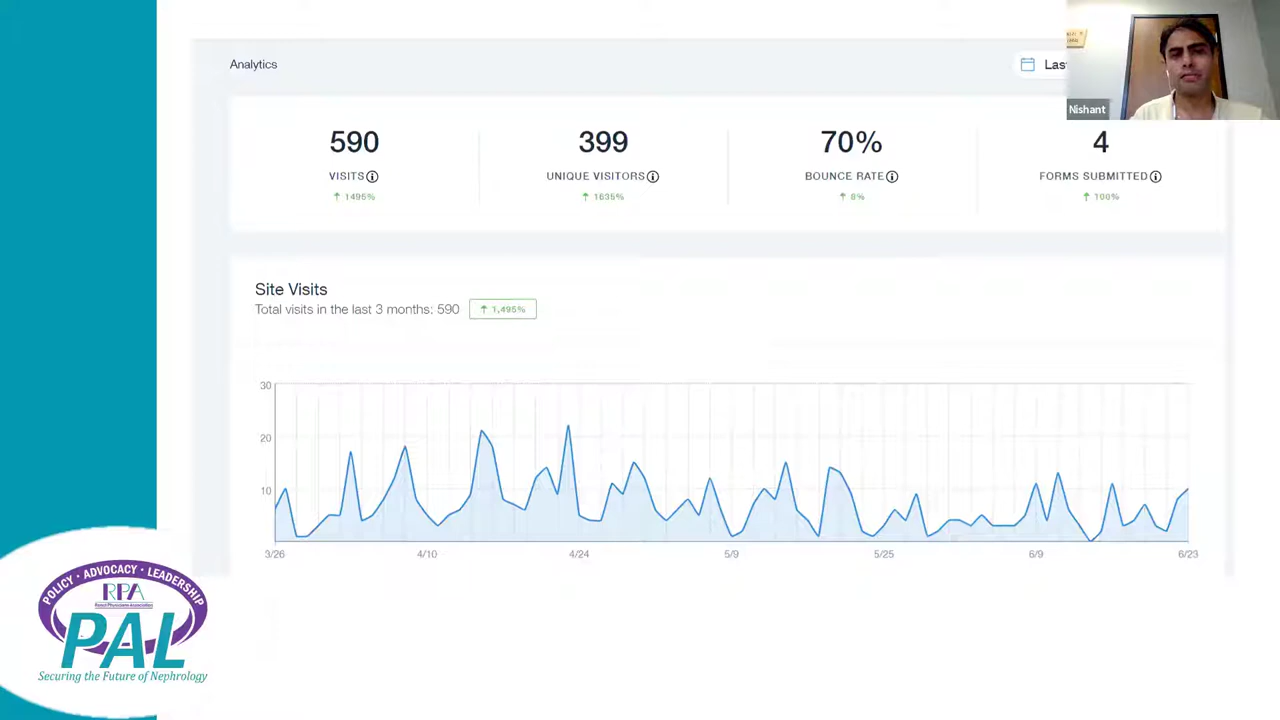 Analytics
Las
Nishant
590
399
70%
4
VISITS
UNIQUE VISITORS
BOUNCE RATE
FORMS SUBMITTED
↑ 1495%
↑ 1635%
↑ 8%
↑ 100%
Site Visits
Total visits in the last 3 months: 590
↑ 1,495%
30
20
10
3/26
4/10
4/24
5/9
5/25
6/9
6/23
POLICY • ADVOCACY • LEADERSHIP
RPA
Renal Physicians Association
PAL
Securing the Future of Nephrology